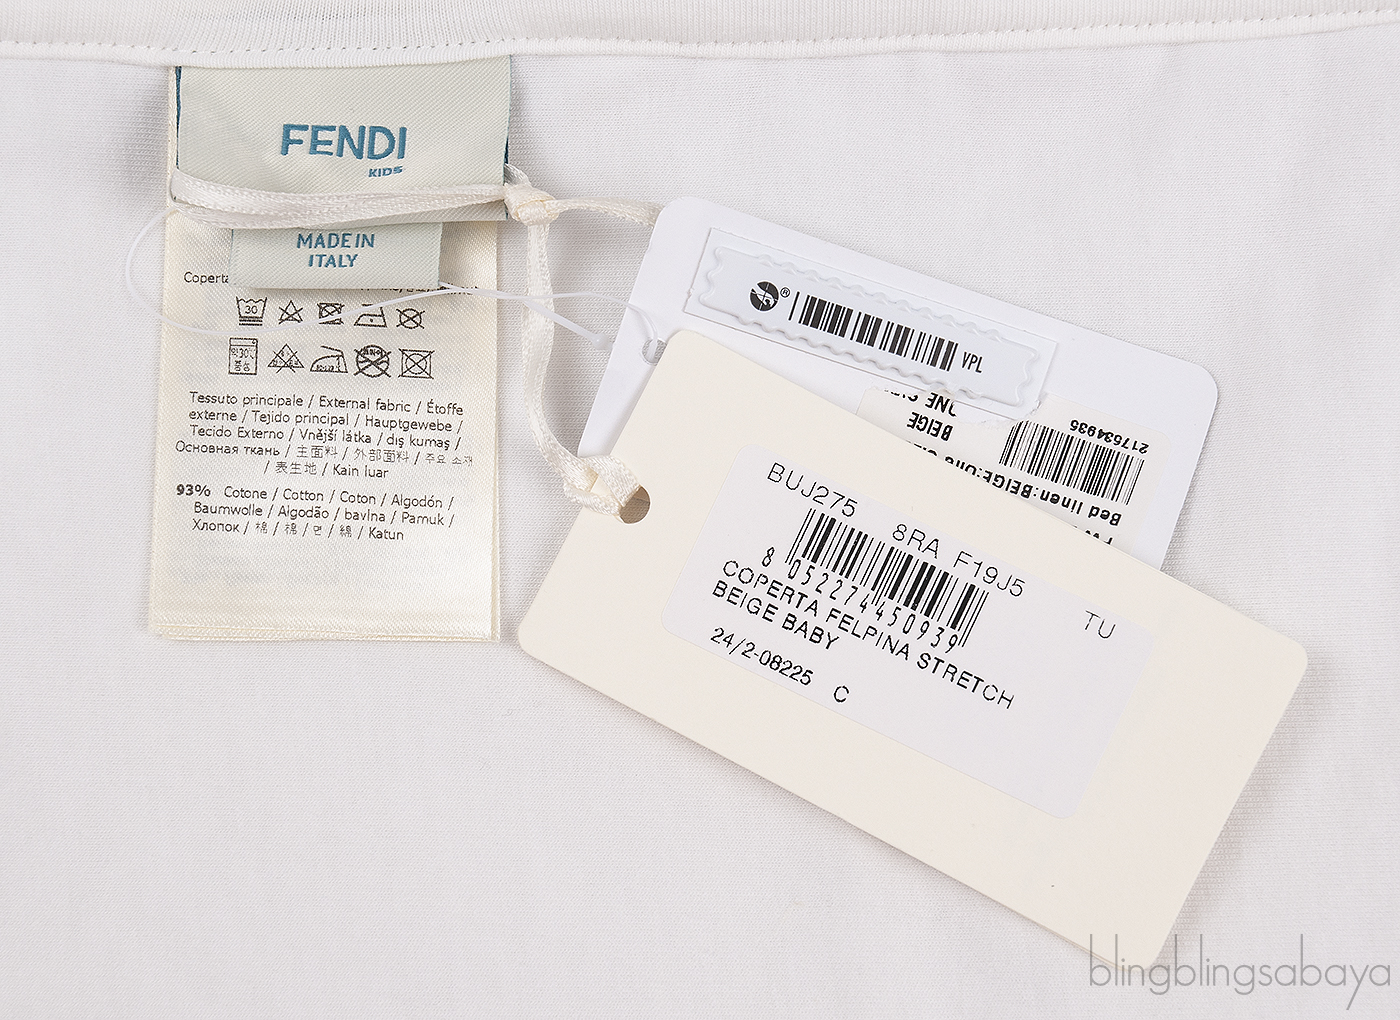 FENDI
KIDS
MADE IN
ITALY
Coperta
30
Tessuto principale / External fabric / Étoffe
externe / Tejido principal / Hauptgewebe /
Tecido Externo / Vnější látka / dış kumaş /
Основная ткань / 主面料 / 外部面料 / 주요 소재
/ 表生地 / Kain luar
93% Cotone / Cotton / Coton / Algodón /
Baumwolle / Algodão / bavlna / Pamuk /
Хлопок / 棉 / 棉 / 면 / 綿 / Katun
® VPL
217634935
BEIGE
Bed linen:BEIGE:One
BUJ275 8RA F19J5 TU
8 052274 450939
COPERTA FELPINA STRETCH
BEIGE BABY
24/2-08225 C
blingblingsabaya